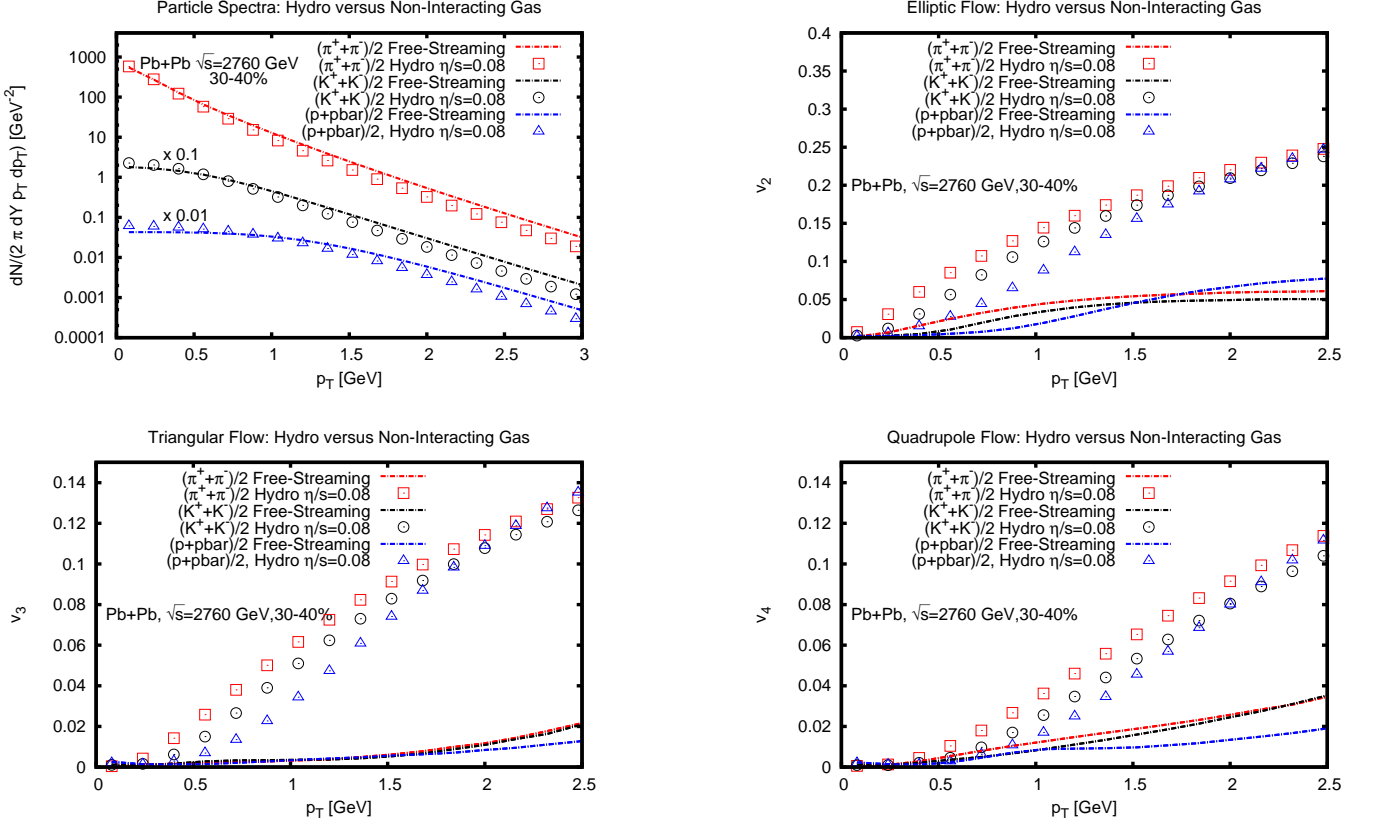 Particle Spectra: Hydro versus Non-Interacting Gas
dN/(2 π dY p_T dp_T) [GeV^-2]
1000
100
10
1
0.1
0.01
0.001
0.0001
Pb+Pb √s=2760 GeV
30-40%
(π^++π^-)/2 Free-Streaming
(π^++π^-)/2 Hydro η/s=0.08
(K^++K^-)/2 Free-Streaming
(K^++K^-)/2 Hydro η/s=0.08
(p+pbar)/2 Free-Streaming
(p+pbar)/2, Hydro η/s=0.08
x 0.1
x 0.01
0 0.5 1 1.5 2 2.5 3
p_T [GeV]
Elliptic Flow: Hydro versus Non-Interacting Gas
v_2
0.4
0.35
0.3
0.25
0.2
0.15
0.1
0.05
0
(π^++π^-)/2 Free-Streaming
(π^++π^-)/2 Hydro η/s=0.08
(K^++K^-)/2 Free-Streaming
(K^++K^-)/2 Hydro η/s=0.08
(p+pbar)/2 Free-Streaming
(p+pbar)/2, Hydro η/s=0.08
Pb+Pb, √s=2760 GeV,30-40%
0 0.5 1 1.5 2 2.5
p_T [GeV]
Triangular Flow: Hydro versus Non-Interacting Gas
v_3
0.14
0.12
0.1
0.08
0.06
0.04
0.02
0
(π^++π^-)/2 Free-Streaming
(π^++π^-)/2 Hydro η/s=0.08
(K^++K^-)/2 Free-Streaming
(K^++K^-)/2 Hydro η/s=0.08
(p+pbar)/2 Free-Streaming
(p+pbar)/2, Hydro η/s=0.08
Pb+Pb, √s=2760 GeV,30-40%
0 0.5 1 1.5 2 2.5
p_T [GeV]
Quadrupole Flow: Hydro versus Non-Interacting Gas
v_4
0.14
0.12
0.1
0.08
0.06
0.04
0.02
0
(π^++π^-)/2 Free-Streaming
(π^++π^-)/2 Hydro η/s=0.08
(K^++K^-)/2 Free-Streaming
(K^++K^-)/2 Hydro η/s=0.08
(p+pbar)/2 Free-Streaming
(p+pbar)/2, Hydro η/s=0.08
Pb+Pb, √s=2760 GeV,30-40%
0 0.5 1 1.5 2 2.5
p_T [GeV]